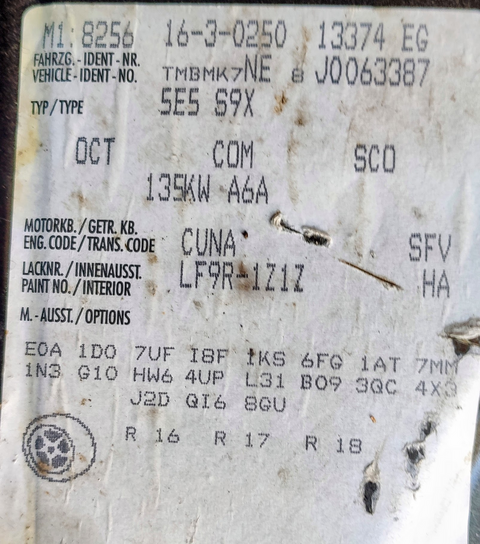 M1: 8256 16-3-0250 13374 EG
FAHRZG.-IDENT-NR. 
VEHICLE-IDENT-NO. TMBMK7NE 8 J0063387
TYP/TYPE 5E5 S9X
OCT COM SCO
135KW A6A
MOTORKB./GETR. KB.
ENG.CODE/TRANS.CODE CUNA SFV
LACKNR./INNENAUSST. LF9R-1Z1Z
PAINT NO./INTERIOR HA
M.-AUSST./OPTIONS
E0A 1D0 7UF I8F 1KS 6FG 1AT 7MM
1N3 G10 HW6 4UP L31 B09 3QC 4X3
J2D QI6 8GU
R 16 R 17 R 18